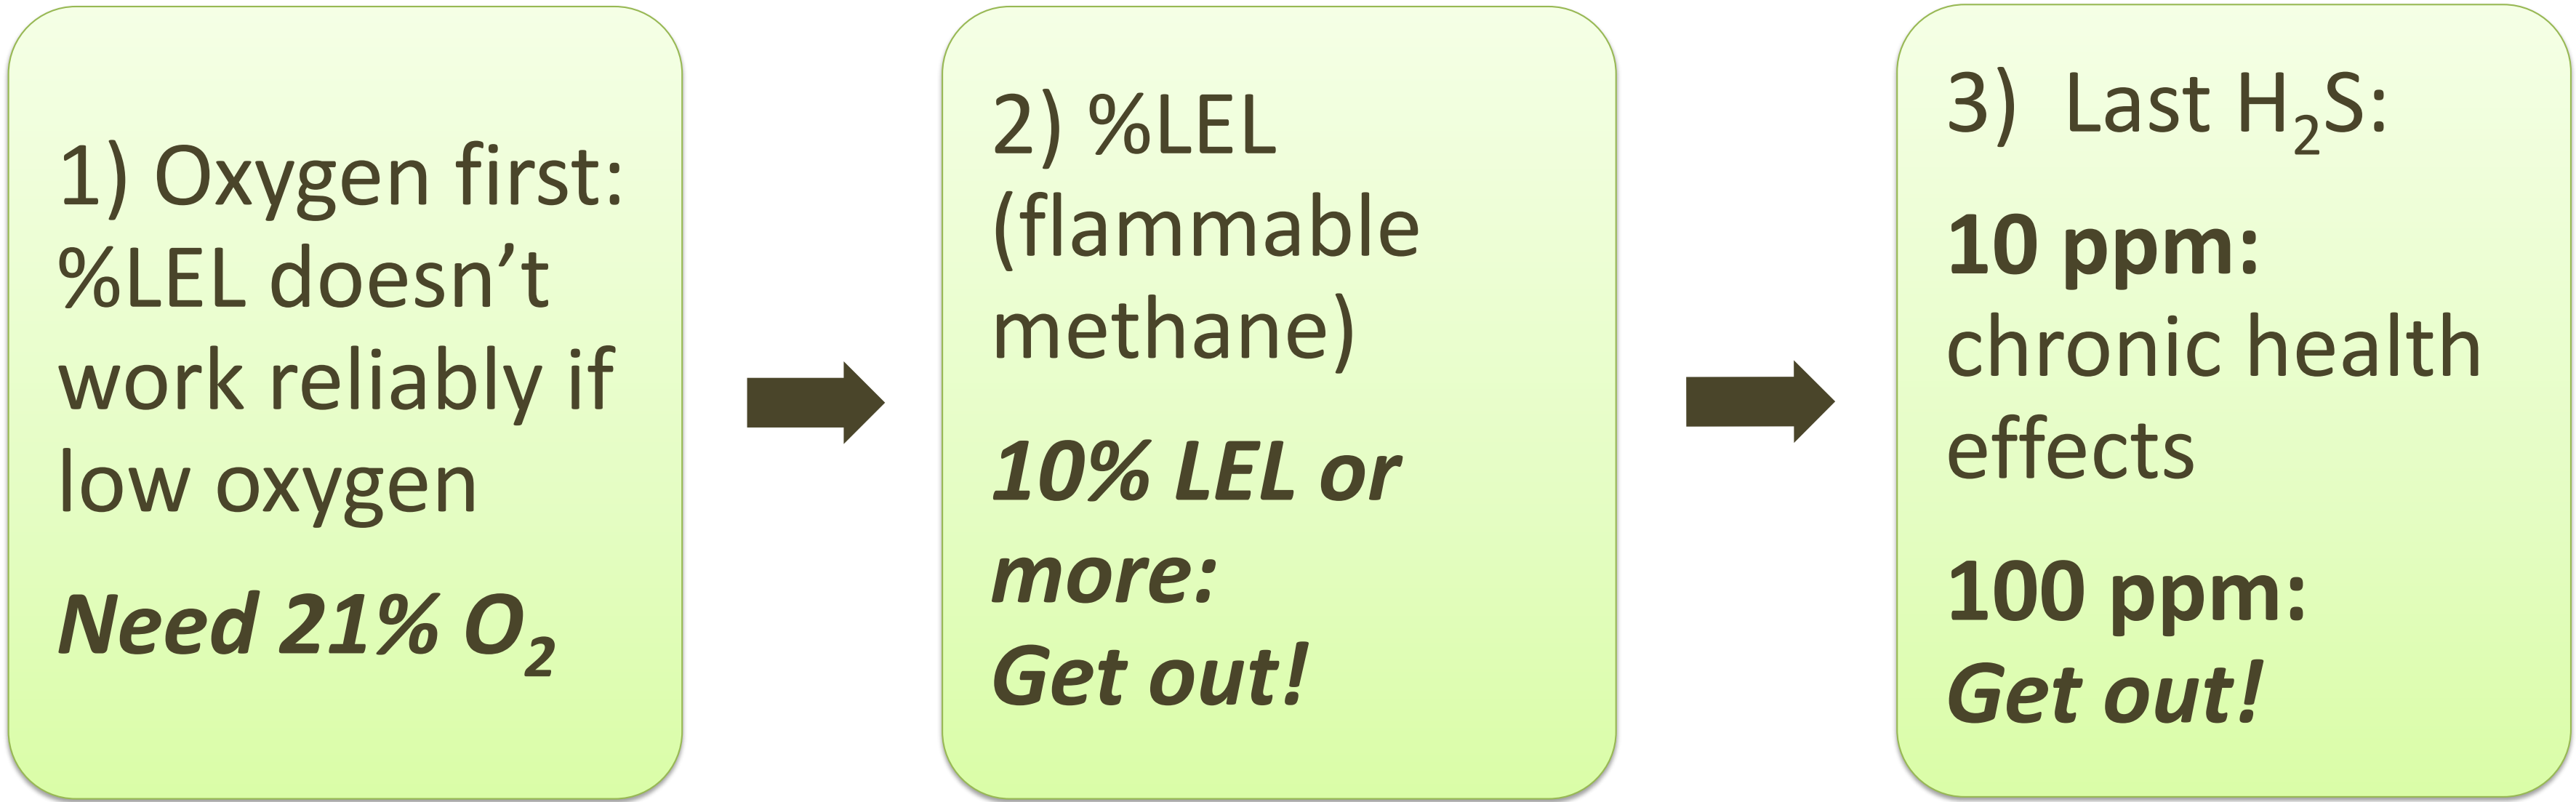 1) Oxygen first:
%LEL doesn’t
work reliably if
low oxygen
Need 21% O₂
2) %LEL
(flammable
methane)
10% LEL or
more:
Get out!
3)  Last H₂S:
10 ppm:
chronic health
effects
100 ppm:
Get out!